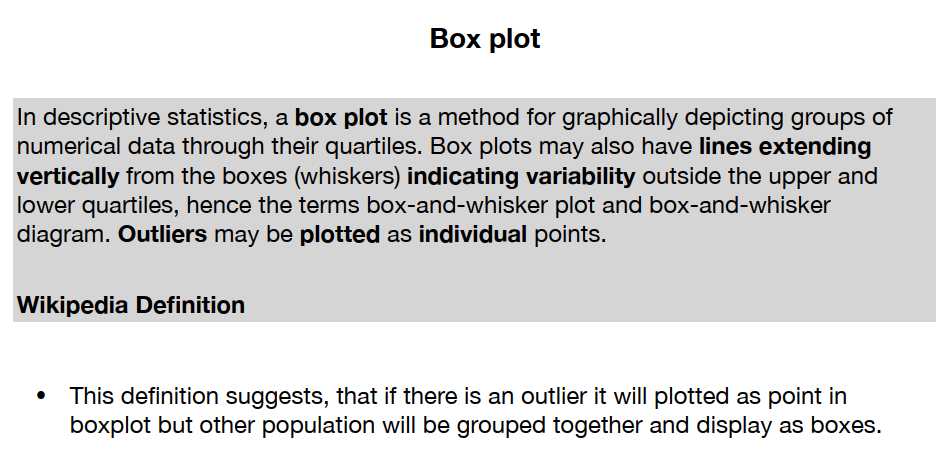 Box plot
In descriptive statistics, a box plot is a method for graphically depicting groups of
numerical data through their quartiles. Box plots may also have lines extending
vertically from the boxes (whiskers) indicating variability outside the upper and
lower quartiles, hence the terms box-and-whisker plot and box-and-whisker
diagram. Outliers may be plotted as individual points.
Wikipedia Definition
• This definition suggests, that if there is an outlier it will plotted as point in
boxplot but other population will be grouped together and display as boxes.